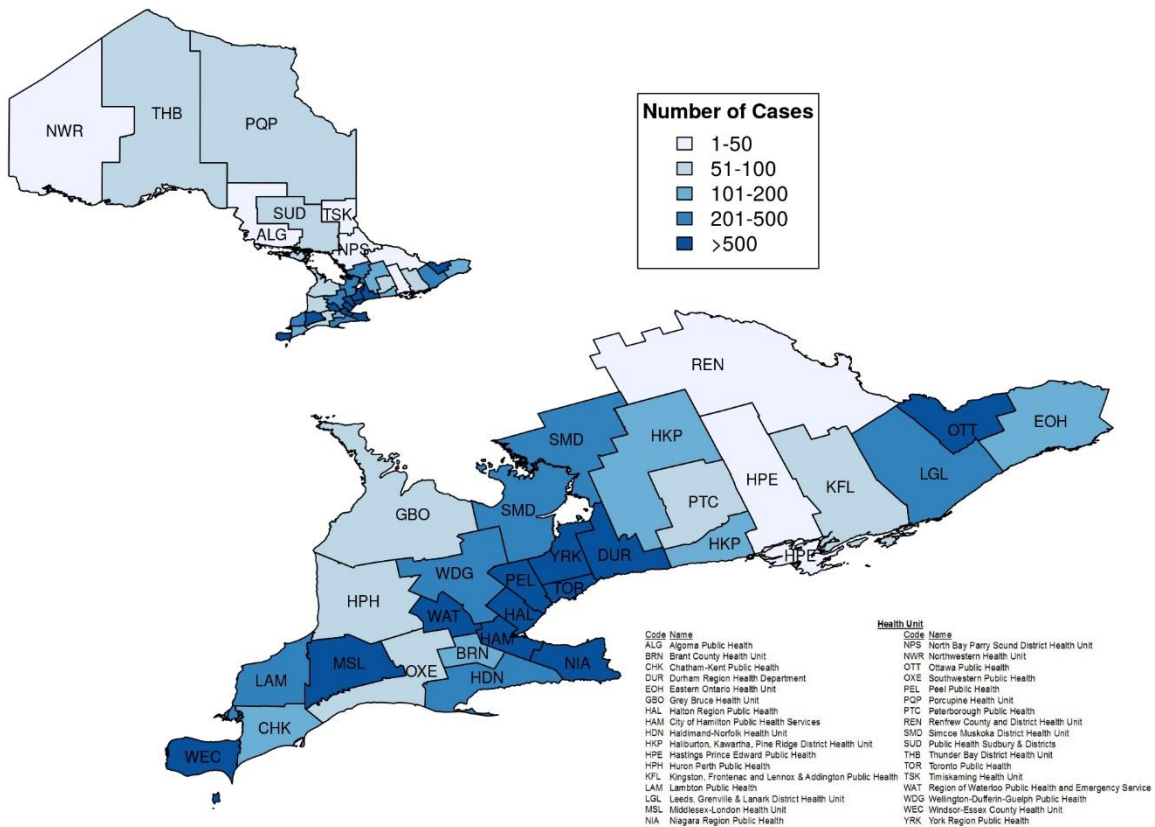 NWR
THB
PQP
SUD
TSK
ALG
NPS
Number of Cases
1-50
51-100
101-200
201-500
>500
REN
OTT
EOH
SMD
HKP
LGL
HPE
KFL
PTC
GBO
SMD
HKP
YRK
DUR
HPE
WDG
PEL
TOR
HPH
WAT
HAL
HAM
BRN
MSL
OXE
NIA
LAM
HDN
CHK
WEC
Health Unit
Code Name
ALG Algoma Public Health
BRN Brant County Health Unit
CHK Chatham-Kent Public Health
DUR Durham Region Health Department
EOH Eastern Ontario Health Unit
GBO Grey Bruce Health Unit
HAL Halton Region Public Health
HAM City of Hamilton Public Health Services
HDN Haldimand-Norfolk Health Unit
HKP Haliburton, Kawartha, Pine Ridge District Health Unit
HPE Hastings Prince Edward Public Health
HPH Huron Perth Public Health
KFL Kingston, Frontenac and Lennox & Addington Public Health
LAM Lambton Public Health
LGL Leeds, Grenville & Lanark District Health Unit
MSL Middlesex-London Health Unit
NIA Niagara Region Public Health
Code Name
NPS North Bay Parry Sound District Health Unit
NWR Northwestern Health Unit
OTT Ottawa Public Health
OXE Southwestern Public Health
PEL Peel Public Health
PQP Porcupine Health Unit
PTC Peterborough Public Health
REN Renfrew County and District Health Unit
SMD Simcoe Muskoka District Health Unit
SUD Public Health Sudbury & Districts
THB Thunder Bay District Health Unit
TOR Toronto Public Health
TSK Timiskaming Health Unit
WAT Region of Waterloo Public Health and Emergency Service
WDG Wellington-Dufferin-Guelph Public Health
WEC Windsor-Essex County Health Unit
YRK York Region Public Health